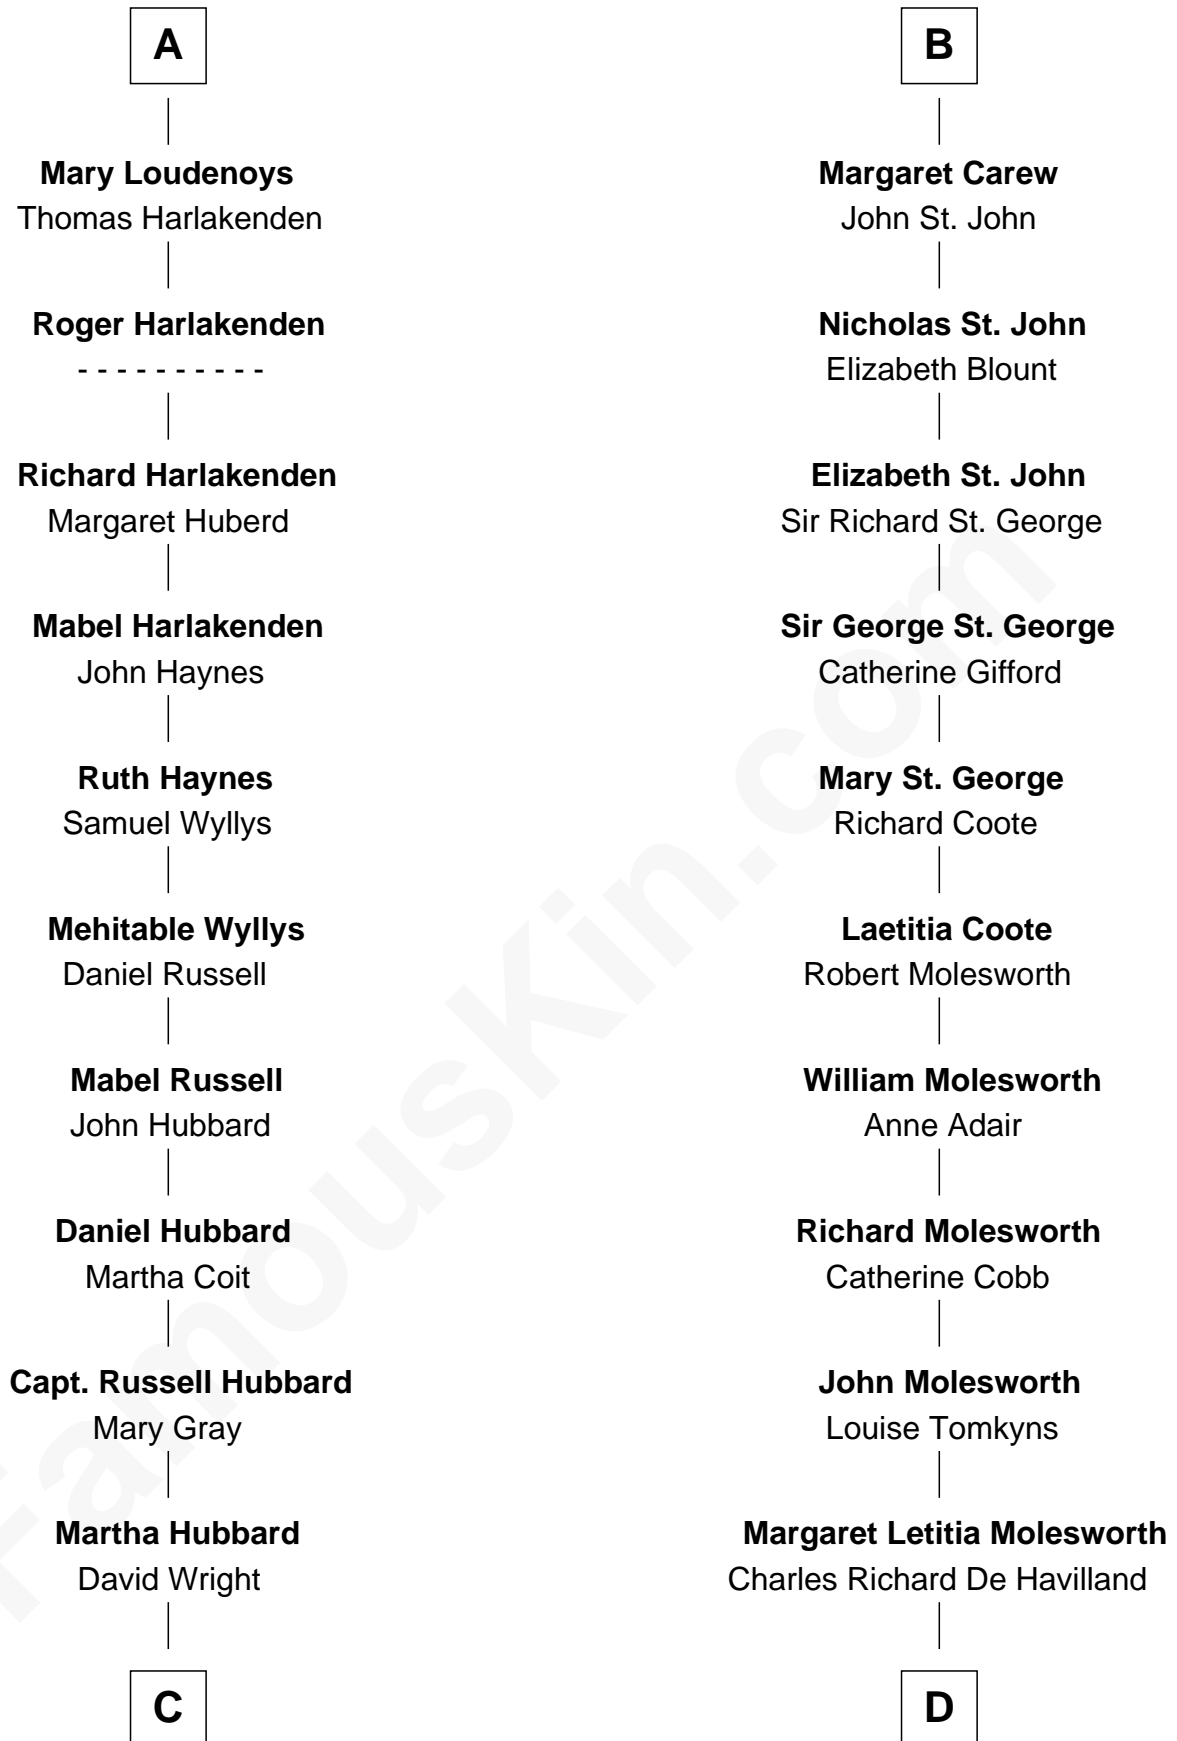 A
Mary Loudenoys
Thomas Harlakenden
Roger Harlakenden
- - - - - - - - - -
Richard Harlakenden
Margaret Huberd
Mabel Harlakenden
John Haynes
Ruth Haynes
Samuel Wyllys
Mehitable Wyllys
Daniel Russell
Mabel Russell
John Hubbard
Daniel Hubbard
Martha Coit
Capt. Russell Hubbard
Mary Gray
Martha Hubbard
David Wright
C
B
Margaret Carew
John St. John
Nicholas St. John
Elizabeth Blount
Elizabeth St. John
Sir Richard St. George
Sir George St. George
Catherine Gifford
Mary St. George
Richard Coote
Laetitia Coote
Robert Molesworth
William Molesworth
Anne Adair
Richard Molesworth
Catherine Cobb
John Molesworth
Louise Tomkyns
Margaret Letitia Molesworth
Charles Richard De Havilland
D
FamousKin.com